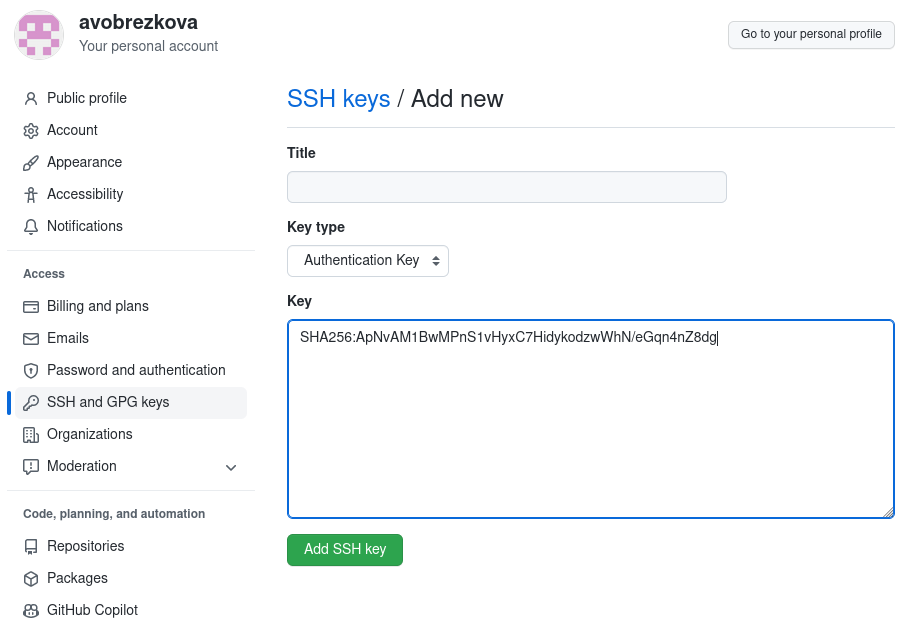 avobrezkova
Your personal account
Go to your personal profile
Public profile
Account
Appearance
Accessibility
Notifications
Access
Billing and plans
Emails
Password and authentication
SSH and GPG keys
Organizations
Moderation
Code, planning, and automation
Repositories
Packages
GitHub Copilot
SSH keys / Add new
Title
Key type
Authentication Key
Key
SHA256:ApNvAM1BwMPnS1vHyxC7HidykodzwWhN/eGqn4nZ8dg
Add SSH key